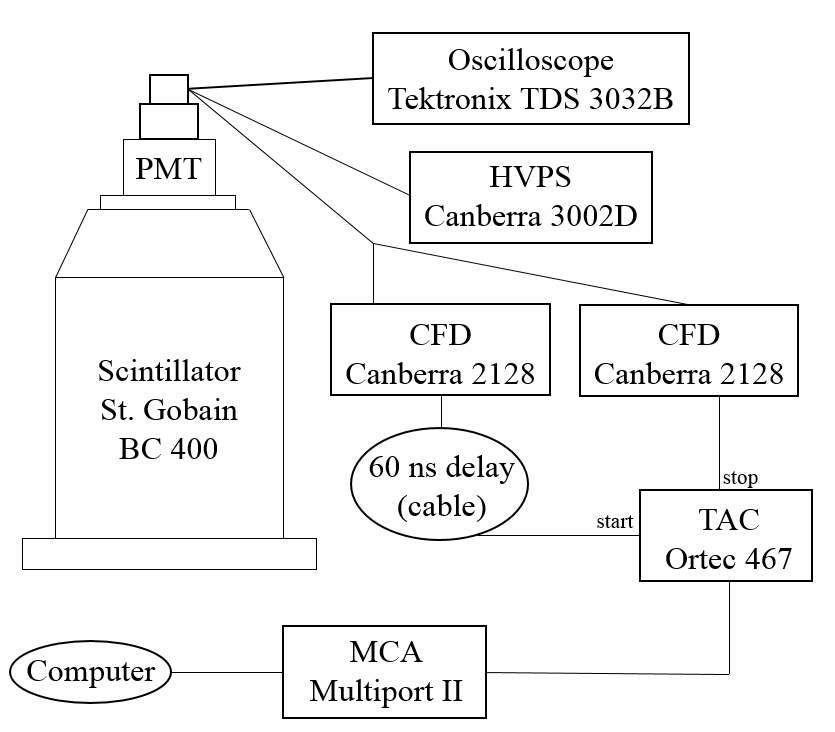 Oscilloscope
Tektronix TDS 3032B
PMT
HVPS
Canberra 3002D
CFD
Canberra 2128
CFD
Canberra 2128
Scintillator
St. Gobain
BC 400
60 ns delay
(cable)
stop
start
TAC
Ortec 467
MCA
Multiport II
Computer